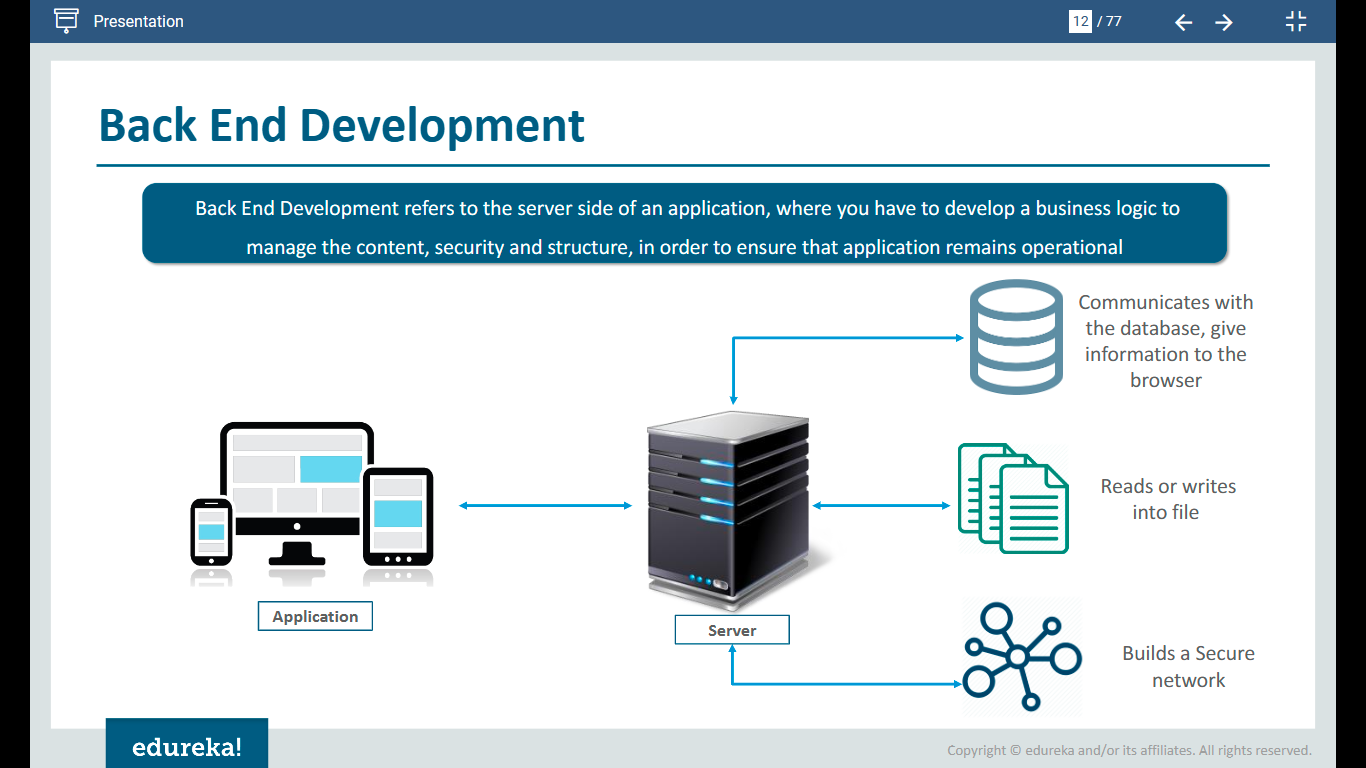 Presentation
12 / 77
Back End Development
Back End Development refers to the server side of an application, where you have to develop a business logic to
manage the content, security and structure, in order to ensure that application remains operational
Communicates with
the database, give
information to the
browser
Reads or writes
into file
Application
Server
Builds a Secure
network
edureka!
Copyright © edureka and/or its affiliates. All rights reserved.